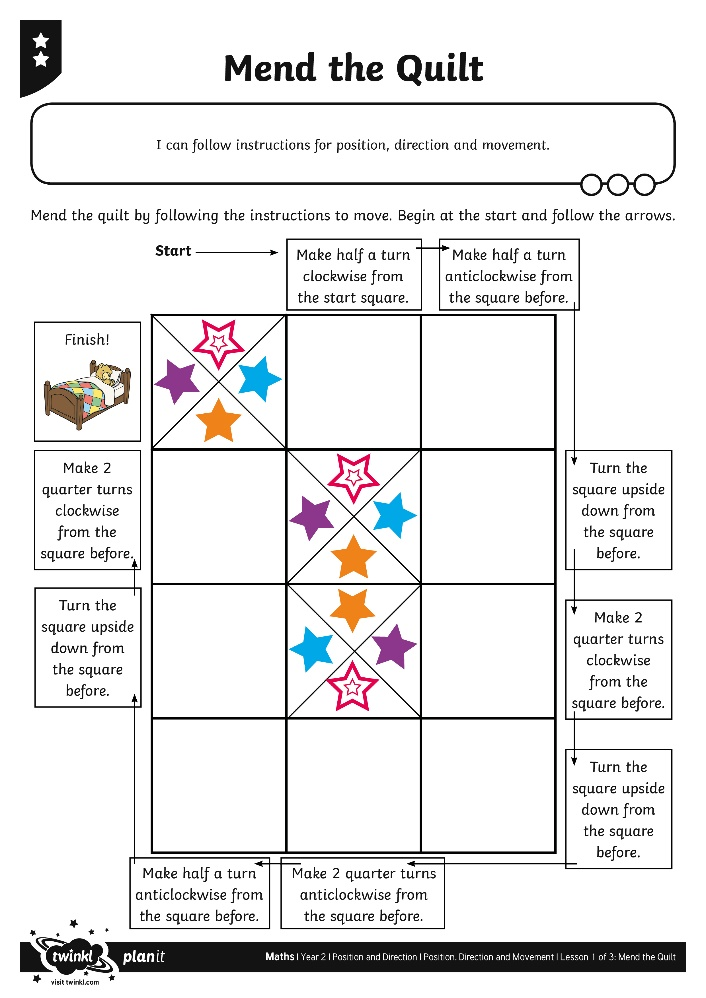 Mend the Quilt
I can follow instructions for position, direction and movement.
Mend the quilt by following the instructions to move. Begin at the start and follow the arrows.
Start
Make half a turn
clockwise from
the start square.
Make half a turn
anticlockwise from
the square before.
Turn the
square upside
down from
the square
before.
Make 2
quarter turns
clockwise
from the
square before.
Turn the
square upside
down from
the square
before.
Make 2 quarter turns
anticlockwise from
the square before.
Make half a turn
anticlockwise from
the square before.
Turn the
square upside
down from
the square
before.
Make 2
quarter turns
clockwise
from the
square before.
Finish!
twinkl
visit twinkl.com
planit
Maths | Year 2 | Position and Direction | Position, Direction and Movement | Lesson 1 of 3: Mend the Quilt